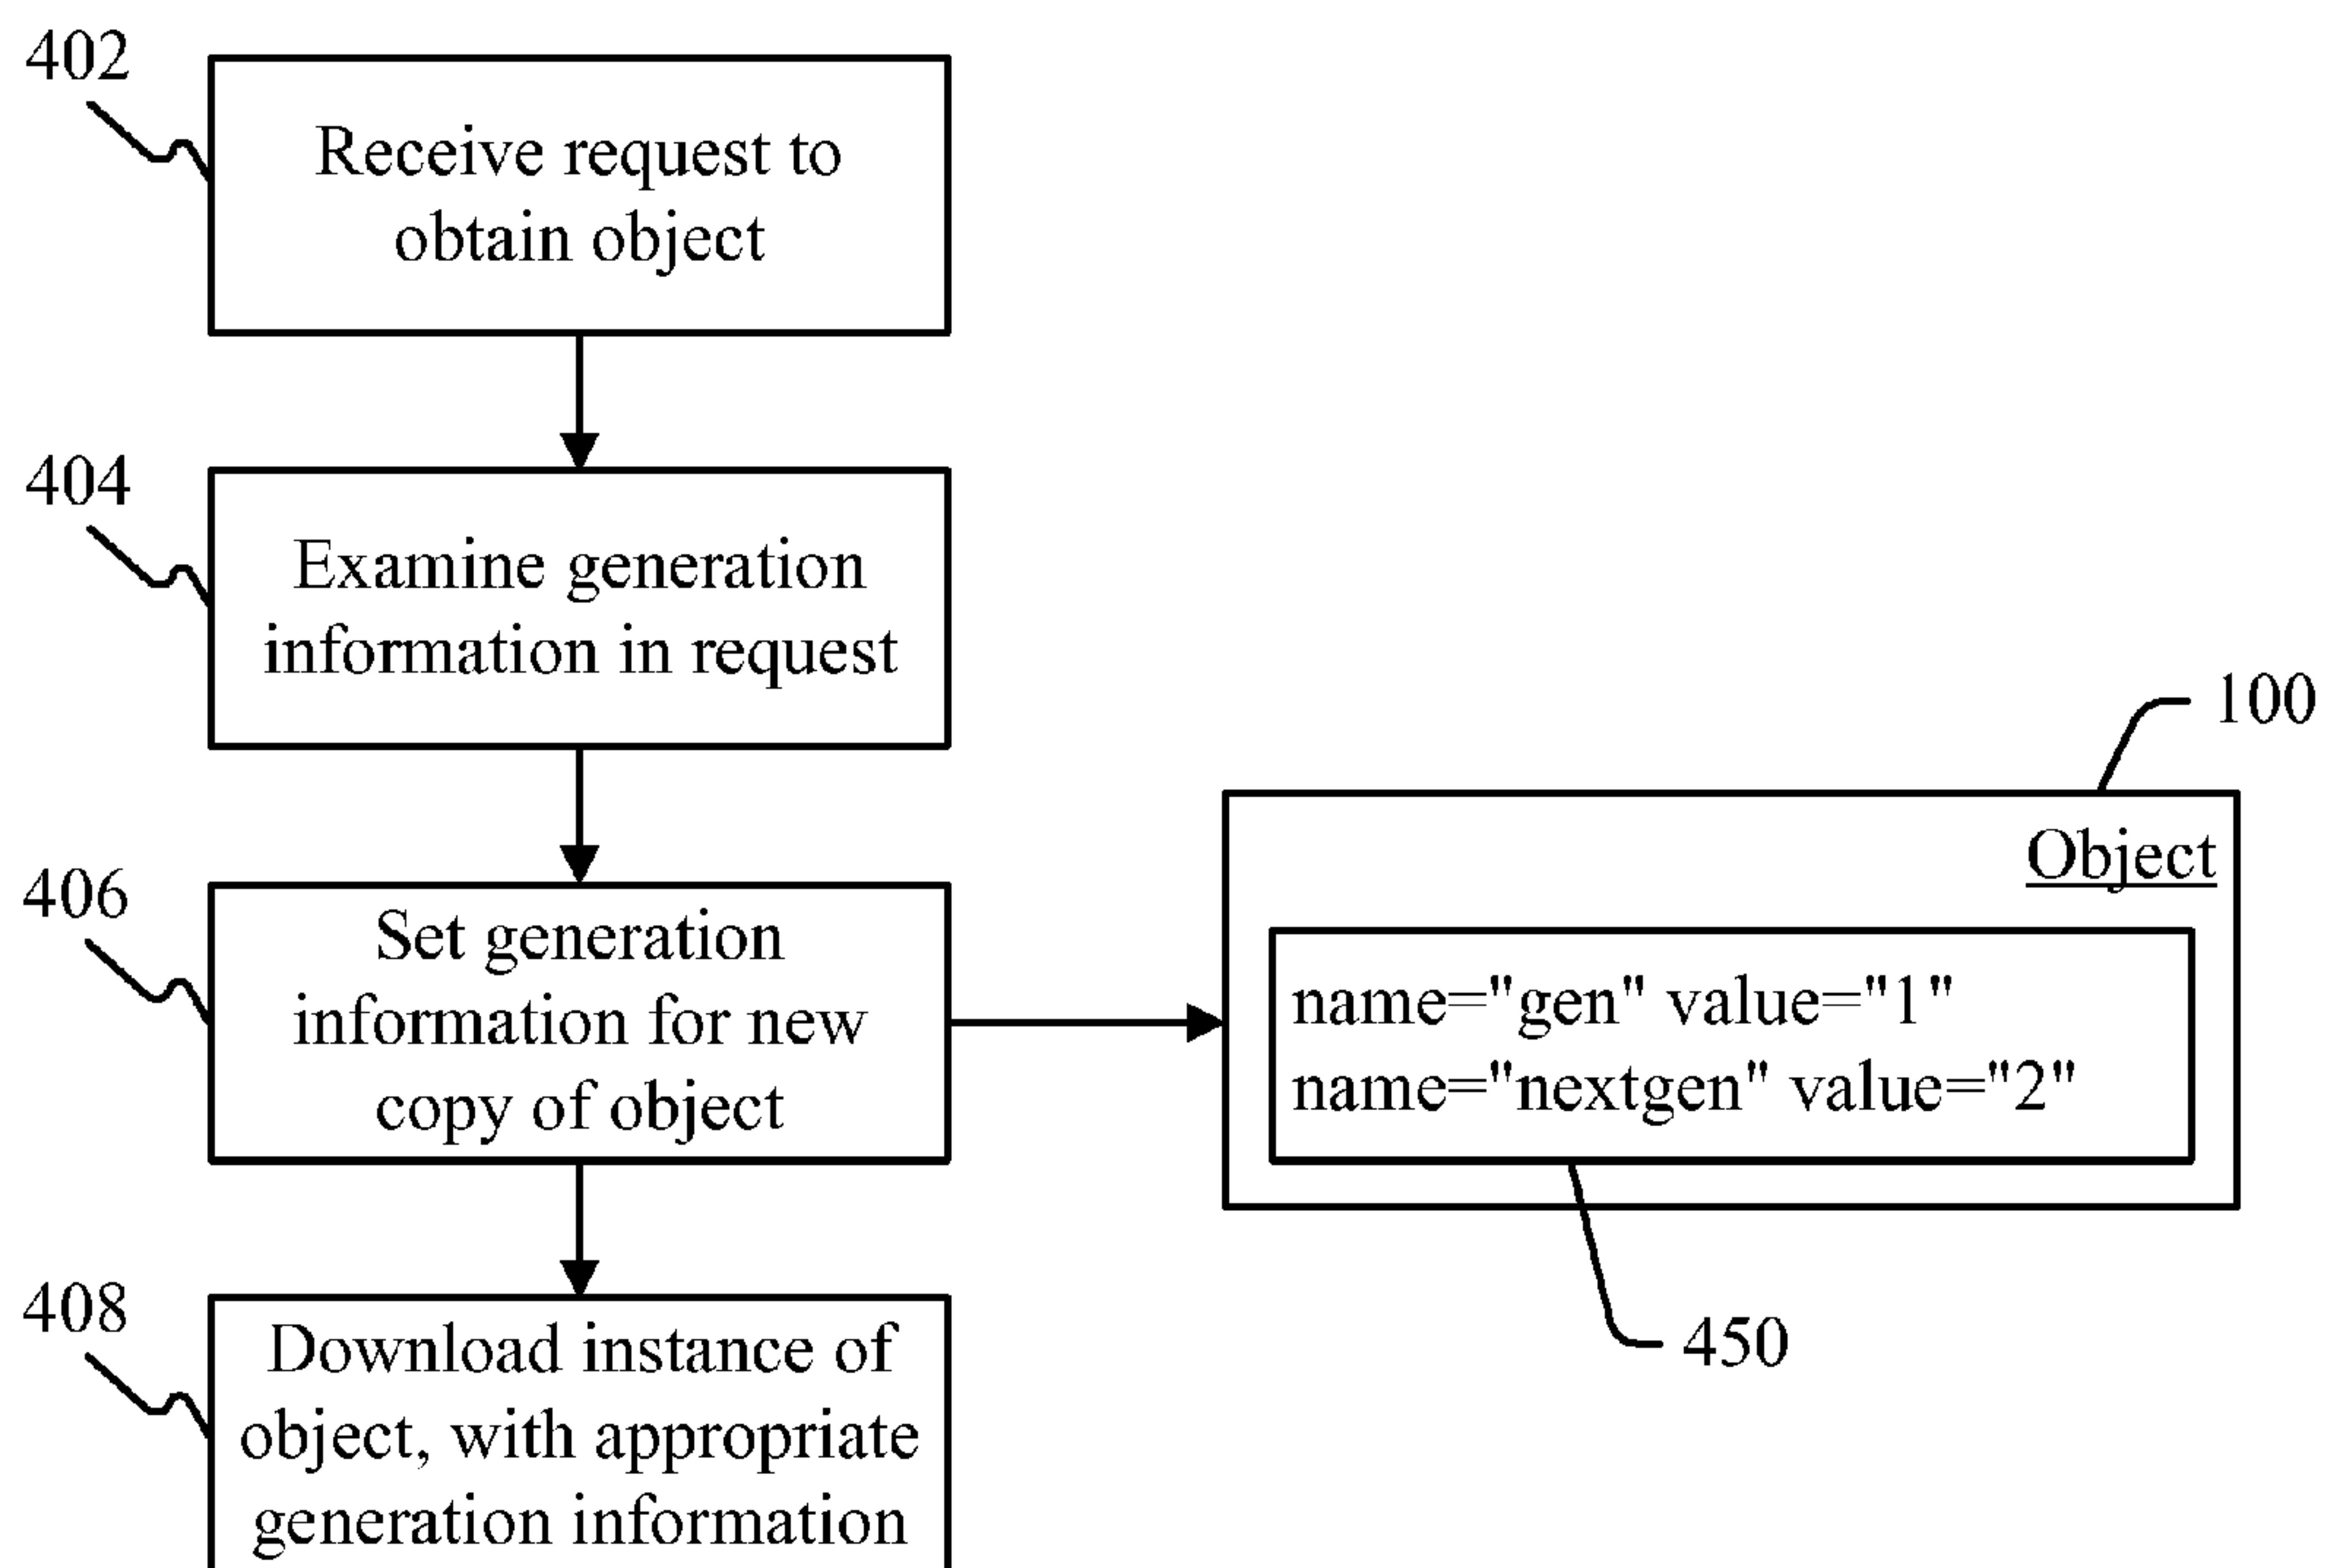 402
Receive request to
obtain object
404
Examine generation
information in request
406
Set generation
information for new
copy of object
100
Object
name="gen" value="1"
name="nextgen" value="2"
450
408
Download instance of
object, with appropriate
generation information